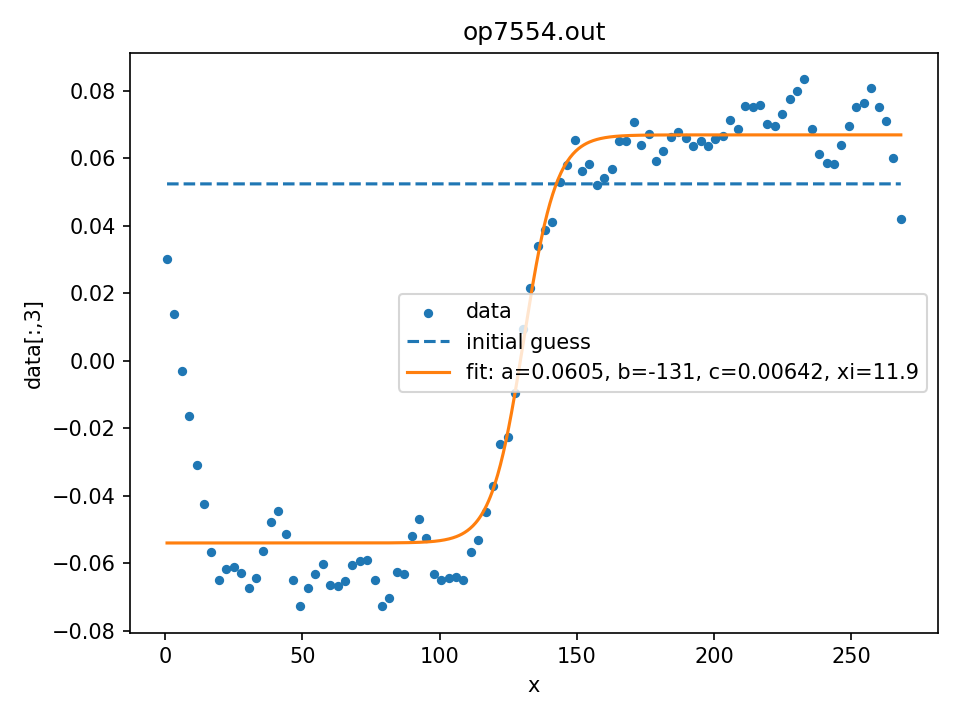 op7554.out
data[:,3]
0.08
0.06
0.04
0.02
0.00
−0.02
−0.04
−0.06
−0.08
data
initial guess
fit: a=0.0605, b=-131, c=0.00642, xi=11.9
0 50 100 150 200 250
x